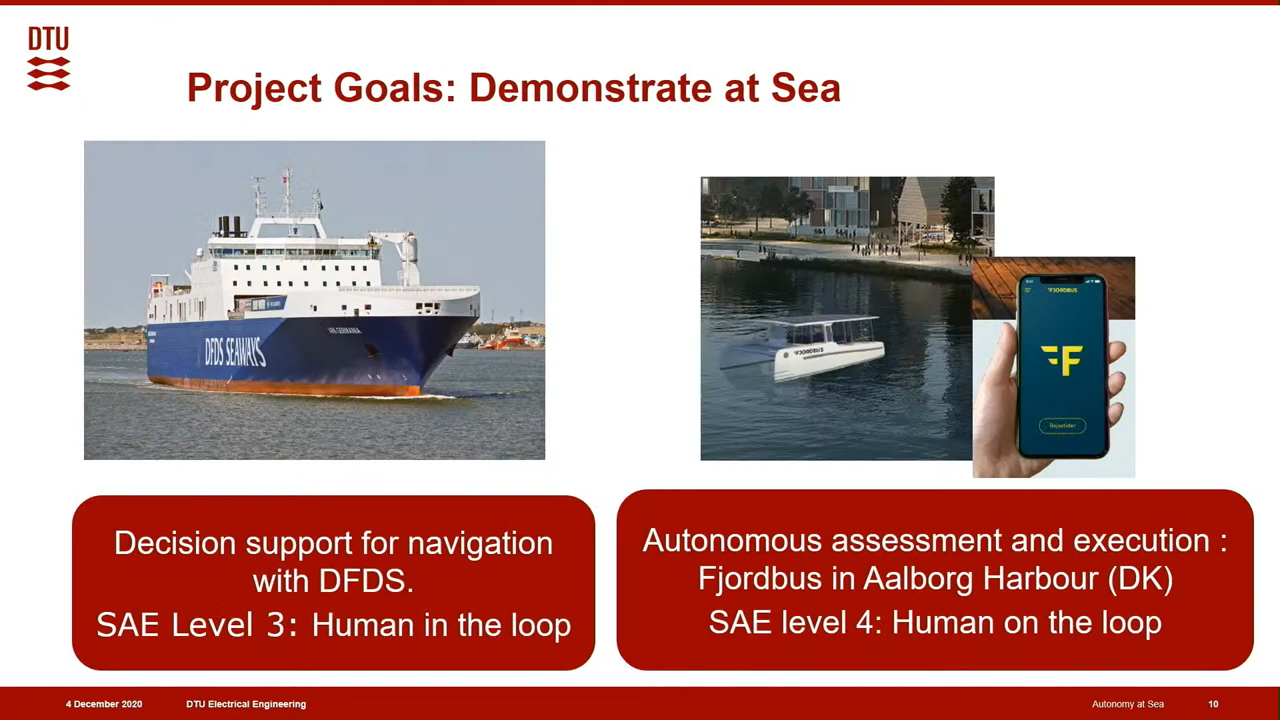 DTU
Project Goals: Demonstrate at Sea
DFDS SEAWAYS
FJORDBUS
FJORDBUS
F
Rejsetider
Decision support for navigation
with DFDS.
SAE Level 3: Human in the loop
Autonomous assessment and execution :
Fjordbus in Aalborg Harbour (DK)
SAE level 4: Human on the loop
4 December 2020
DTU Electrical Engineering
Autonomy at Sea
10